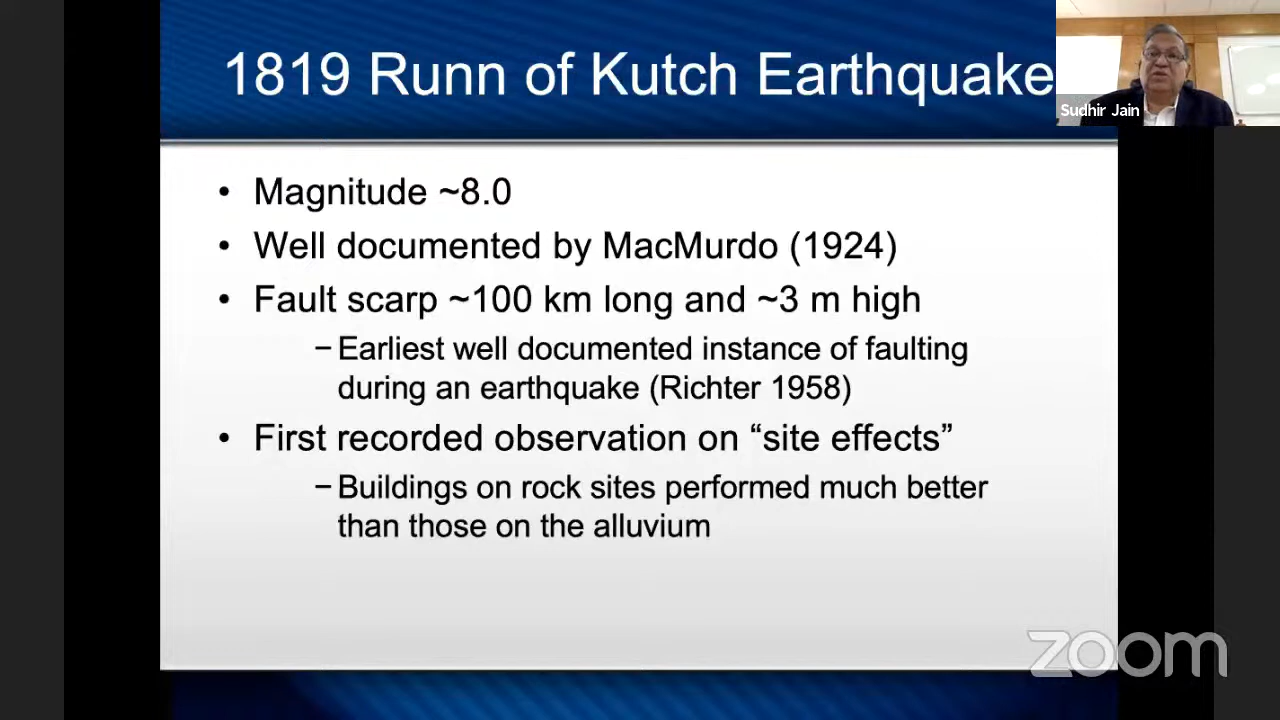 1819 Runn of Kutch Earthquake
Sudhir Jain
• Magnitude ~8.0
• Well documented by MacMurdo (1924)
• Fault scarp ~100 km long and ~3 m high
– Earliest well documented instance of faulting
during an earthquake (Richter 1958)
• First recorded observation on “site effects”
– Buildings on rock sites performed much better
than those on the alluvium
zoom